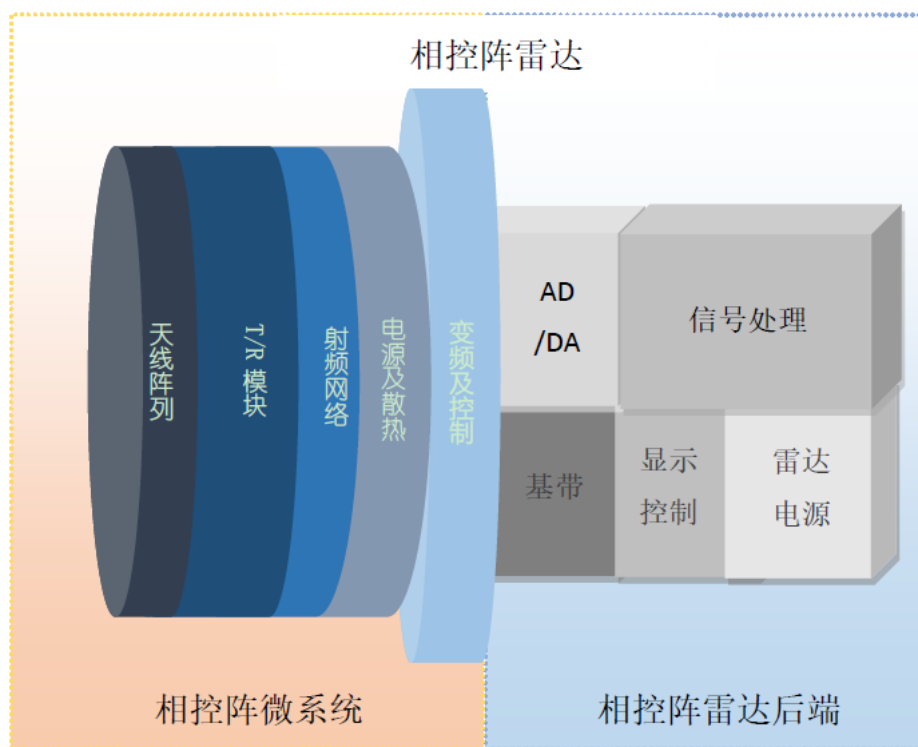 相控阵雷达
天线阵列
T/R 模块
射频网络
电源及散热
变频及控制
AD
/DA
信号处理
基带
显示
控制
雷达
电源
相控阵微系统
相控阵雷达后端